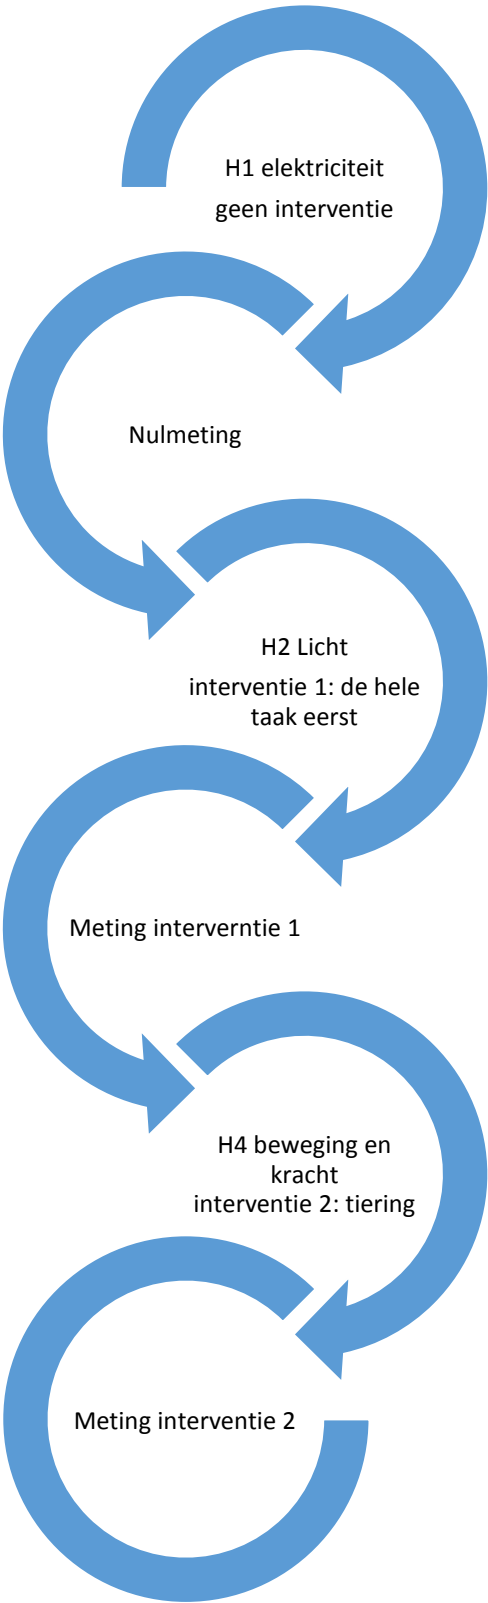 H1 elektriciteit
geen interventie
Nulmeting
H2 Licht
interventie 1: de hele
taak eerst
Meting interverntie 1
H4 beweging en
kracht
interventie 2: tiering
Meting interventie 2